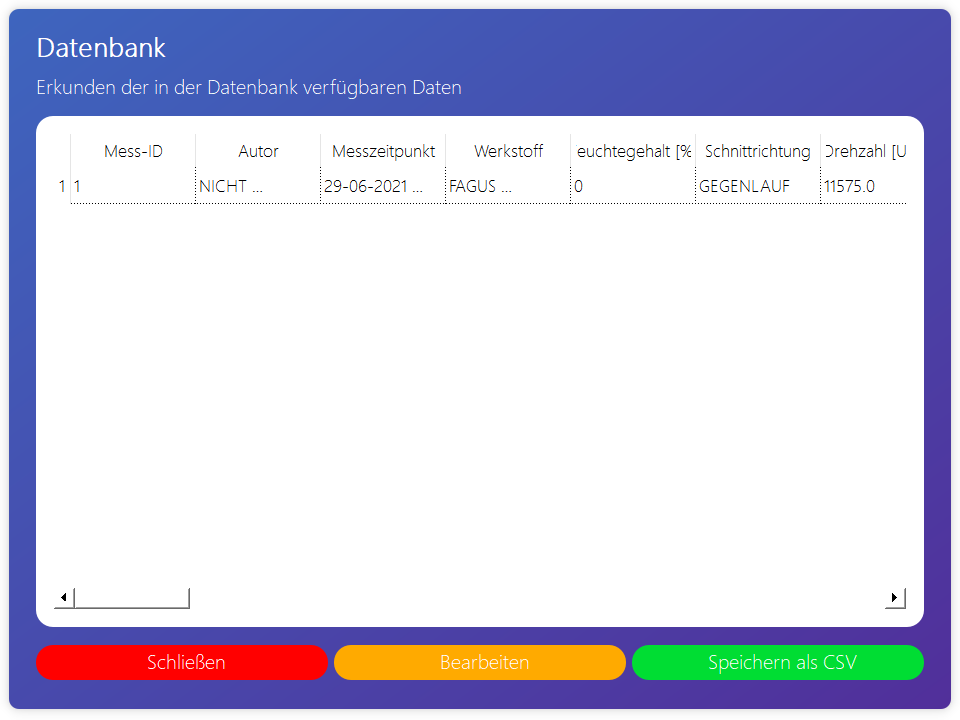 Datenbank
Erkunden der in der Datenbank verfügbaren Daten
Mess-ID Autor Messzeitpunkt Werkstoff euchtegehalt [% Schnittrichtung Drehzahl [U
1 1 NICHT ... 29-06-2021 ... FAGUS ... 0 GEGENLAUF 11575.0
Schließen Bearbeiten Speichern als CSV